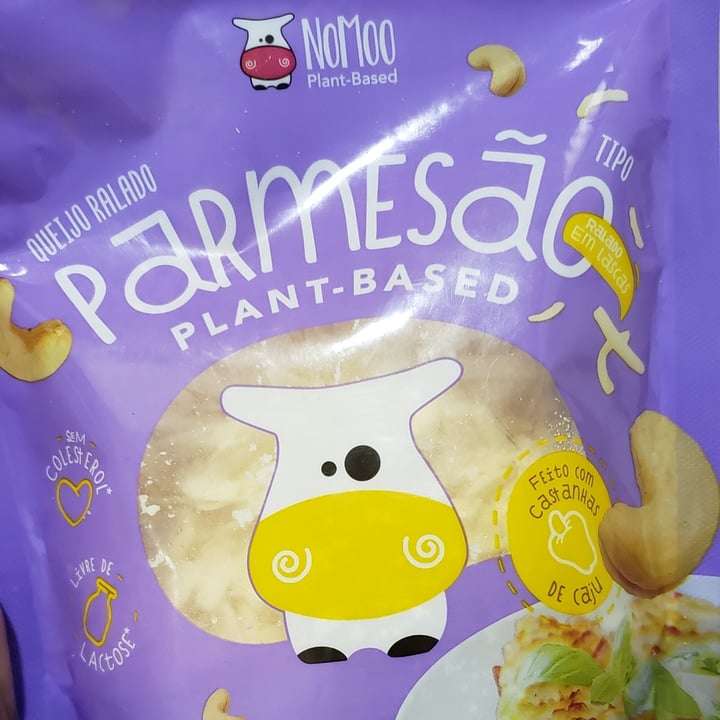 NoMoo
Plant-Based
QUEIJO RALADO
TIPO
PARMESÃO
PLANT-BASED
RALADO
EM LASCAS
SEM
COLESTEROL*
LIVRE DE
LACTOSE*
FEITO COM
CASTANHAS
DE CAJU